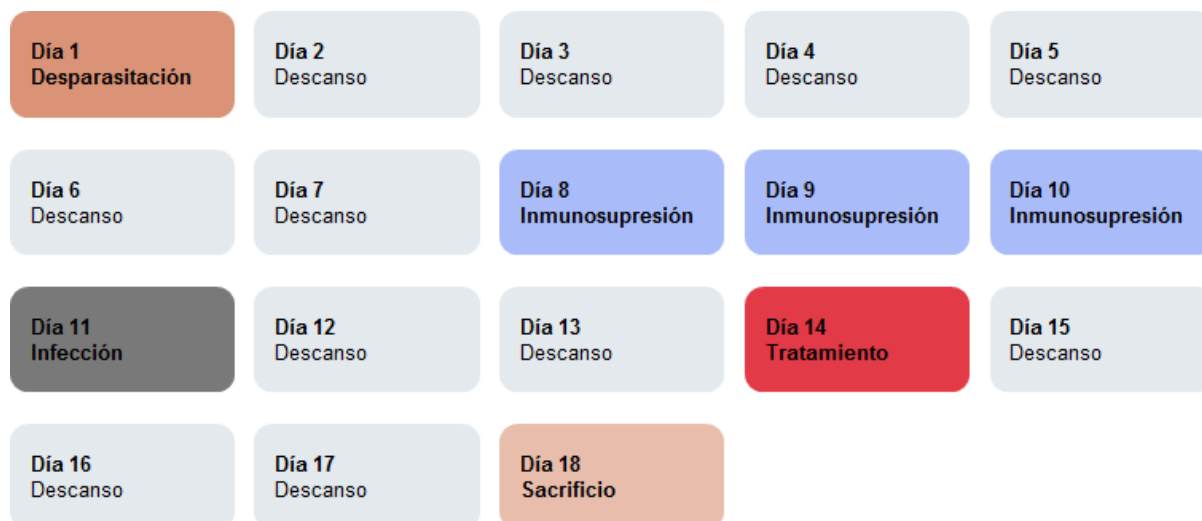 Día 1
Desparasitación
Día 2
Descanso
Día 3
Descanso
Día 4
Descanso
Día 5
Descanso
Día 6
Descanso
Día 7
Descanso
Día 8
Inmunosupresión
Día 9
Inmunosupresión
Día 10
Inmunosupresión
Día 11
Infección
Día 12
Descanso
Día 13
Descanso
Día 14
Tratamiento
Día 15
Descanso
Día 16
Descanso
Día 17
Descanso
Día 18
Sacrificio